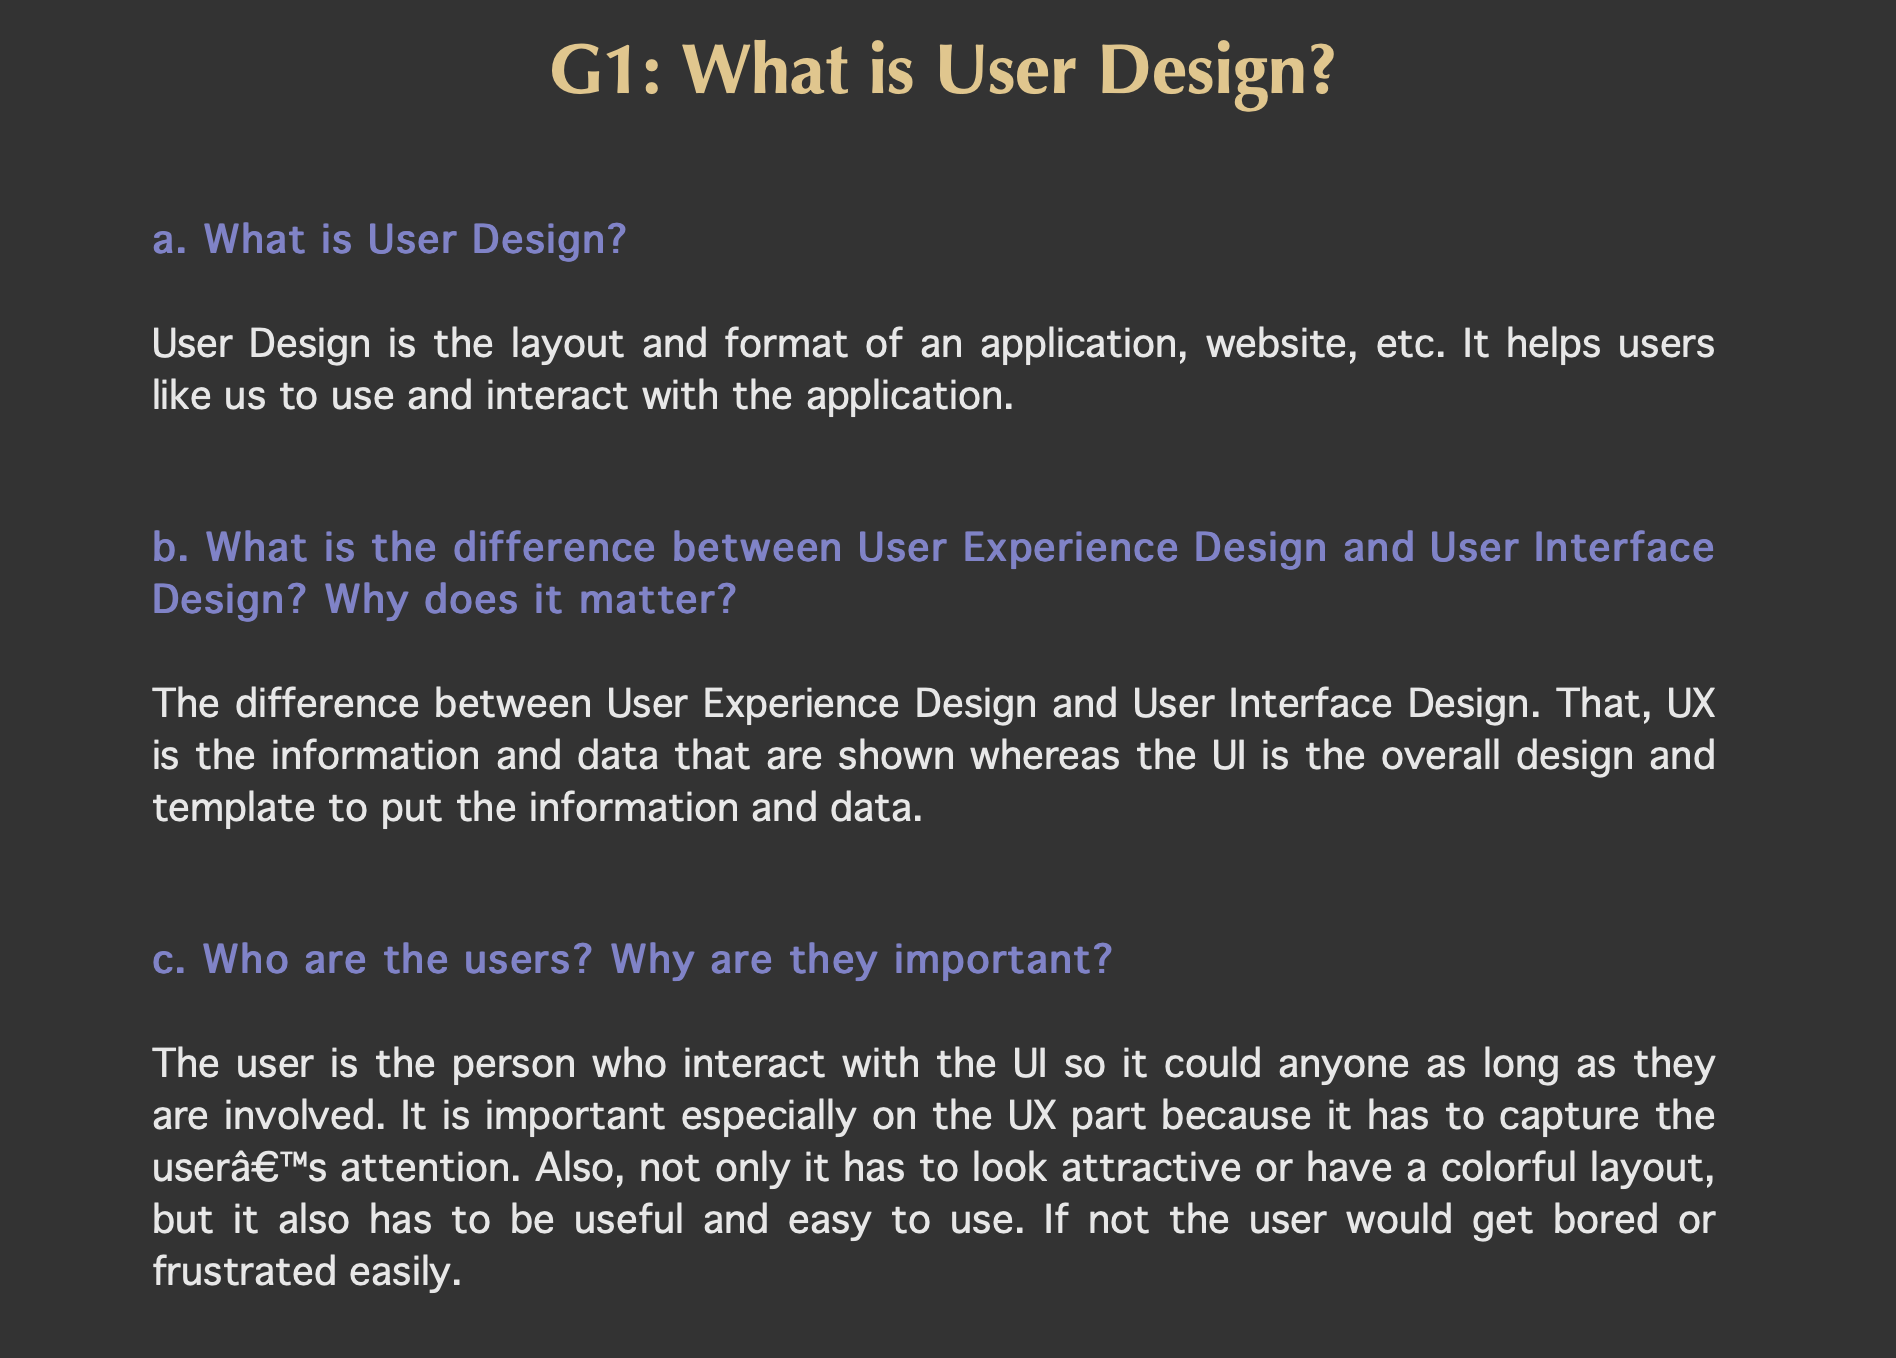 G1: What is User Design?
a. What is User Design?
User Design is the layout and format of an application, website, etc. It helps users
like us to use and interact with the application.
b. What is the difference between User Experience Design and User Interface
Design? Why does it matter?
The difference between User Experience Design and User Interface Design. That, UX
is the information and data that are shown whereas the UI is the overall design and
template to put the information and data.
c. Who are the users? Why are they important?
The user is the person who interact with the UI so it could anyone as long as they
are involved. It is important especially on the UX part because it has to capture the
userâ€™s attention. Also, not only it has to look attractive or have a colorful layout,
but it also has to be useful and easy to use. If not the user would get bored or
frustrated easily.